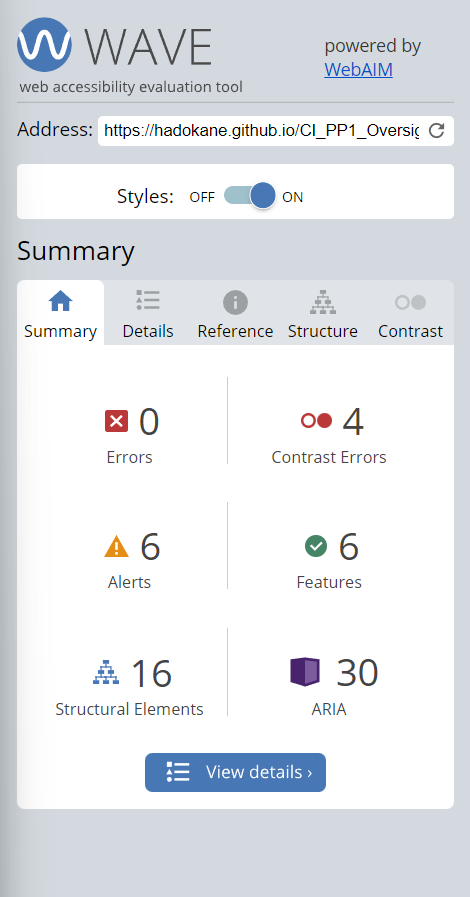 WAVE
web accessibility evaluation tool
powered by
WebAIM
Address: https://hadokane.github.io/CI_PP1_Oversig
Styles: OFF ON
Summary
Summary Details Reference Structure Contrast
0
Errors
4
Contrast Errors
6
Alerts
6
Features
16
Structural Elements
30
ARIA
View details ›